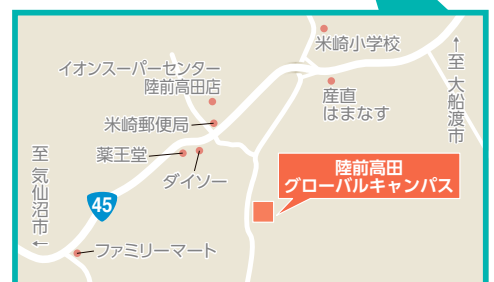 米崎小学校
↑至 大船渡市
イオンスーパーセンター
陸前高田店
産直
はまなす
米崎郵便局
薬王堂
ダイソー
陸前高田
グローバルキャンパス
至 気仙沼市↓
45
ファミリーマート